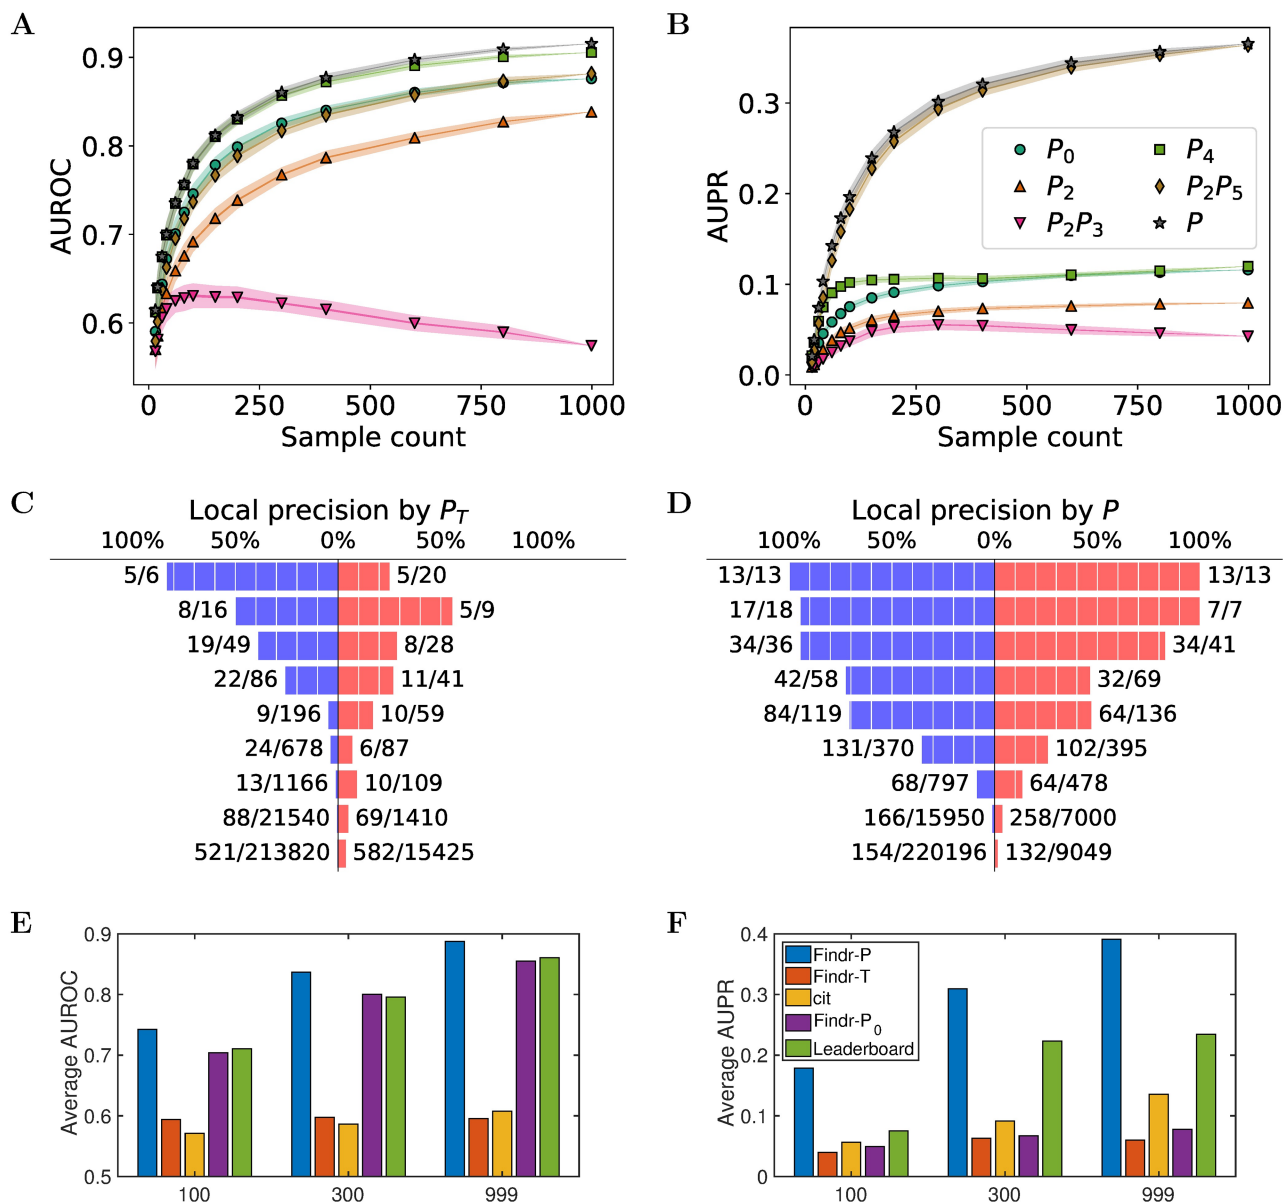 A
AUROC
0.9
0.8
0.7
0.6
0 250 500 750 1000
Sample count
B
AUPR
0.3
0.2
0.1
0.0
P0 P4
P2 P2P5
P2P3 P
0 250 500 750 1000
Sample count
C
Local precision by PT
100% 50% 0% 50% 100%
5/6 5/20
8/16 5/9
19/49 8/28
22/86 11/41
9/196 10/59
24/678 6/87
13/1166 10/109
88/21540 69/1410
521/213820 582/15425
D
Local precision by P
100% 50% 0% 50% 100%
13/13 13/13
17/18 7/7
34/36 34/41
42/58 32/69
84/119 64/136
131/370 102/395
68/797 64/478
166/15950 258/7000
154/220196 132/9049
E
Average AUROC
0.9
0.8
0.7
0.6
0.5
100 300 999
F
Average AUPR
0.4
0.3
0.2
0.1
0
Findr-P
Findr-T
cit
Findr-P0
Leaderboard
100 300 999